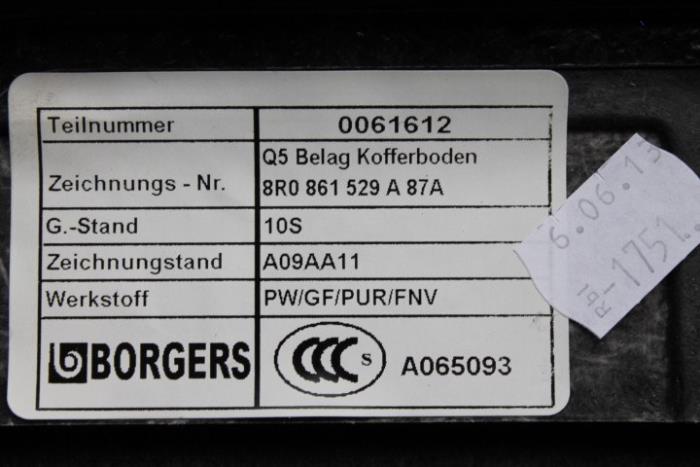 Teilnummer 0061612
Q5 Belag Kofferboden
Zeichnungs - Nr. 8R0 861 529 A 87A
G.-Stand 10S
Zeichnungstand A09AA11
Werkstoff PW/GF/PUR/FNV
BORGERS CCC S A065093
6.06.13
-1751